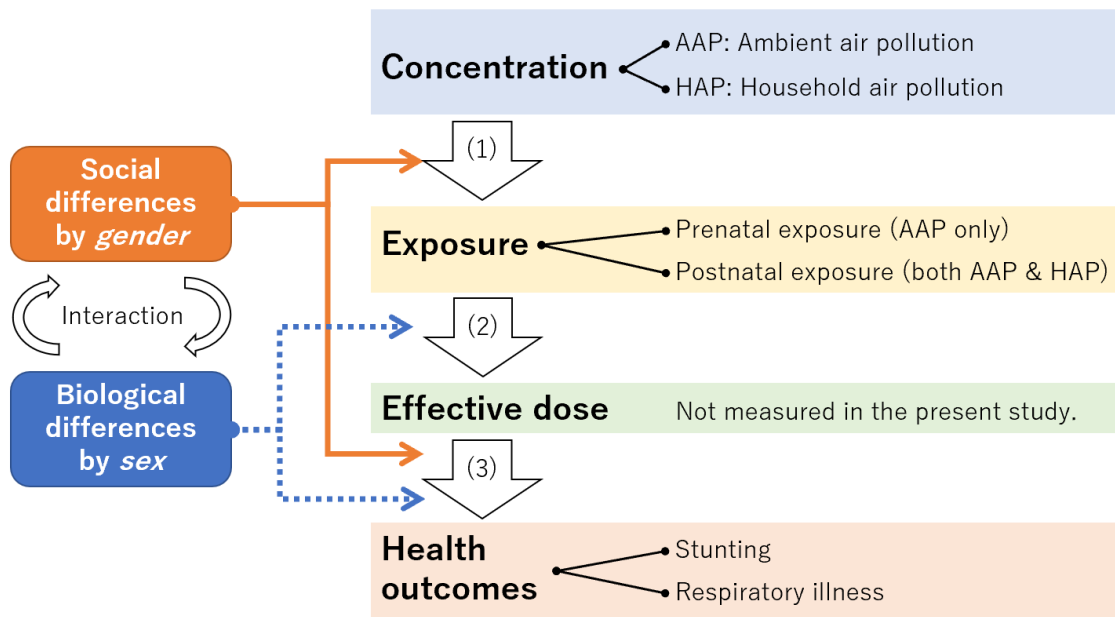 Concentration
AAP: Ambient air pollution
HAP: Household air pollution
(1)
Social
differences
by gender
Exposure
Prenatal exposure (AAP only)
Postnatal exposure (both AAP & HAP)
Interaction
(2)
Biological
differences
by sex
Effective dose
Not measured in the present study.
(3)
Health
outcomes
Stunting
Respiratory illness